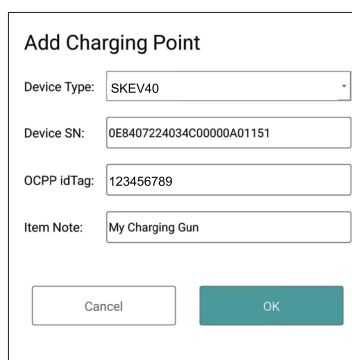 Add Charging Point
Device Type: SKEV40
Device SN: 0E8407224034C00000A01151
OCPP idTag: 123456789
Item Note: My Charging Gun
Cancel OK